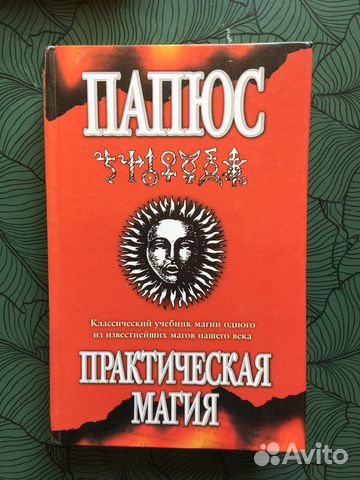 ПАПЮС
Классический учебник магии одного
из известнейших магов нашего века
ПРАКТИЧЕСКАЯ
МАГИЯ
Avito